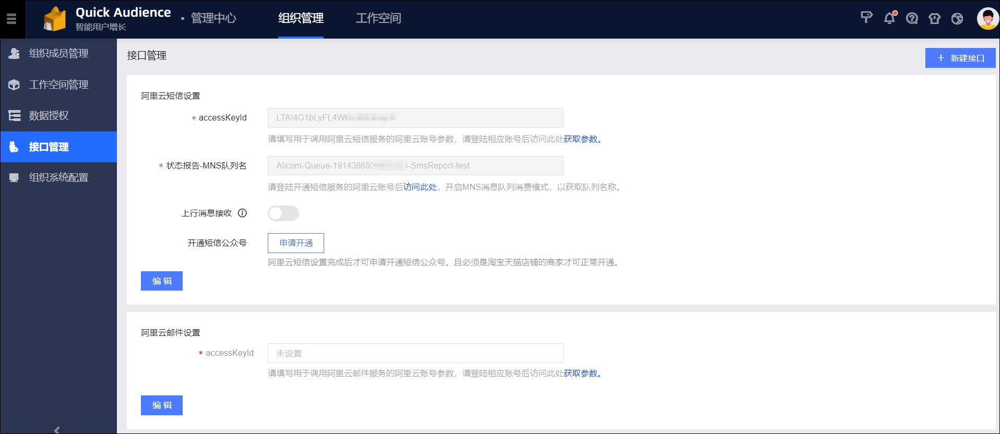 Quick Audience
智能用户增长
管理中心
组织管理
工作空间
组织成员管理
工作空间管理
数据授权
接口管理
组织系统配置
接口管理
+ 新建接口
阿里云短信设置
* accessKeyId
LTAI4G1bLyFL4W
请填写用于调用阿里云短信服务的阿里云账号参数，请登陆相应账号后访问此处获取参数。
* 状态报告-MNS队列名
Alicom-Queue-19143869 -SmsReport-test
请登陆开通短信服务的阿里云账号后访问此处，开启MNS消息队列消费模式，以获取队列名称。
上行消息接收
开通短信公众号
申请开通
阿里云短信设置完成后才可申请开通短信公众号。且必须是淘宝天猫店铺的商家才可正常开通。
编 辑
阿里云邮件设置
* accessKeyId
未设置
请填写用于调用阿里云邮件服务的阿里云账号参数，请登陆相应账号后访问此处获取参数。
编 辑